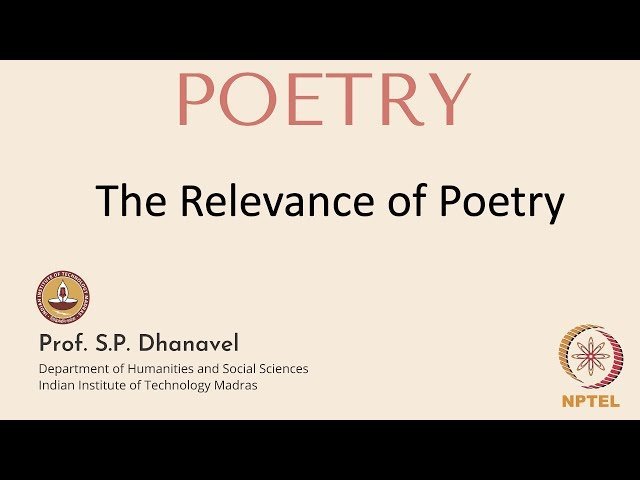 POETRY
The Relevance of Poetry
Prof. S.P. Dhanavel
Department of Humanities and Social Sciences
Indian Institute of Technology Madras
NPTEL